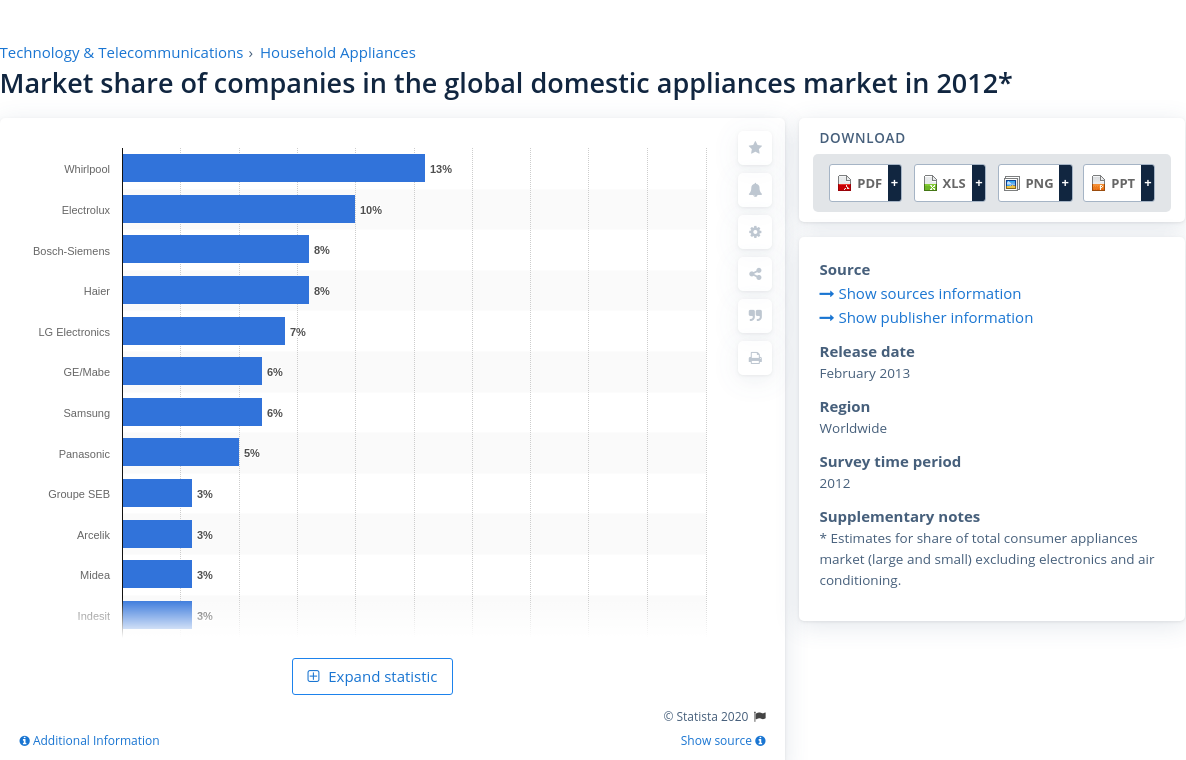 Technology & Telecommunications › Household Appliances
Market share of companies in the global domestic appliances market in 2012*
Whirlpool 13%
Electrolux 10%
Bosch-Siemens 8%
Haier 8%
LG Electronics 7%
GE/Mabe 6%
Samsung 6%
Panasonic 5%
Groupe SEB 3%
Arcelik 3%
Midea 3%
Indesit 3%
Expand statistic
© Statista 2020
Additional Information
Show source
DOWNLOAD
PDF + XLS + PNG + PPT +
Source
Show sources information
Show publisher information
Release date
February 2013
Region
Worldwide
Survey time period
2012
Supplementary notes
* Estimates for share of total consumer appliances
market (large and small) excluding electronics and air
conditioning.